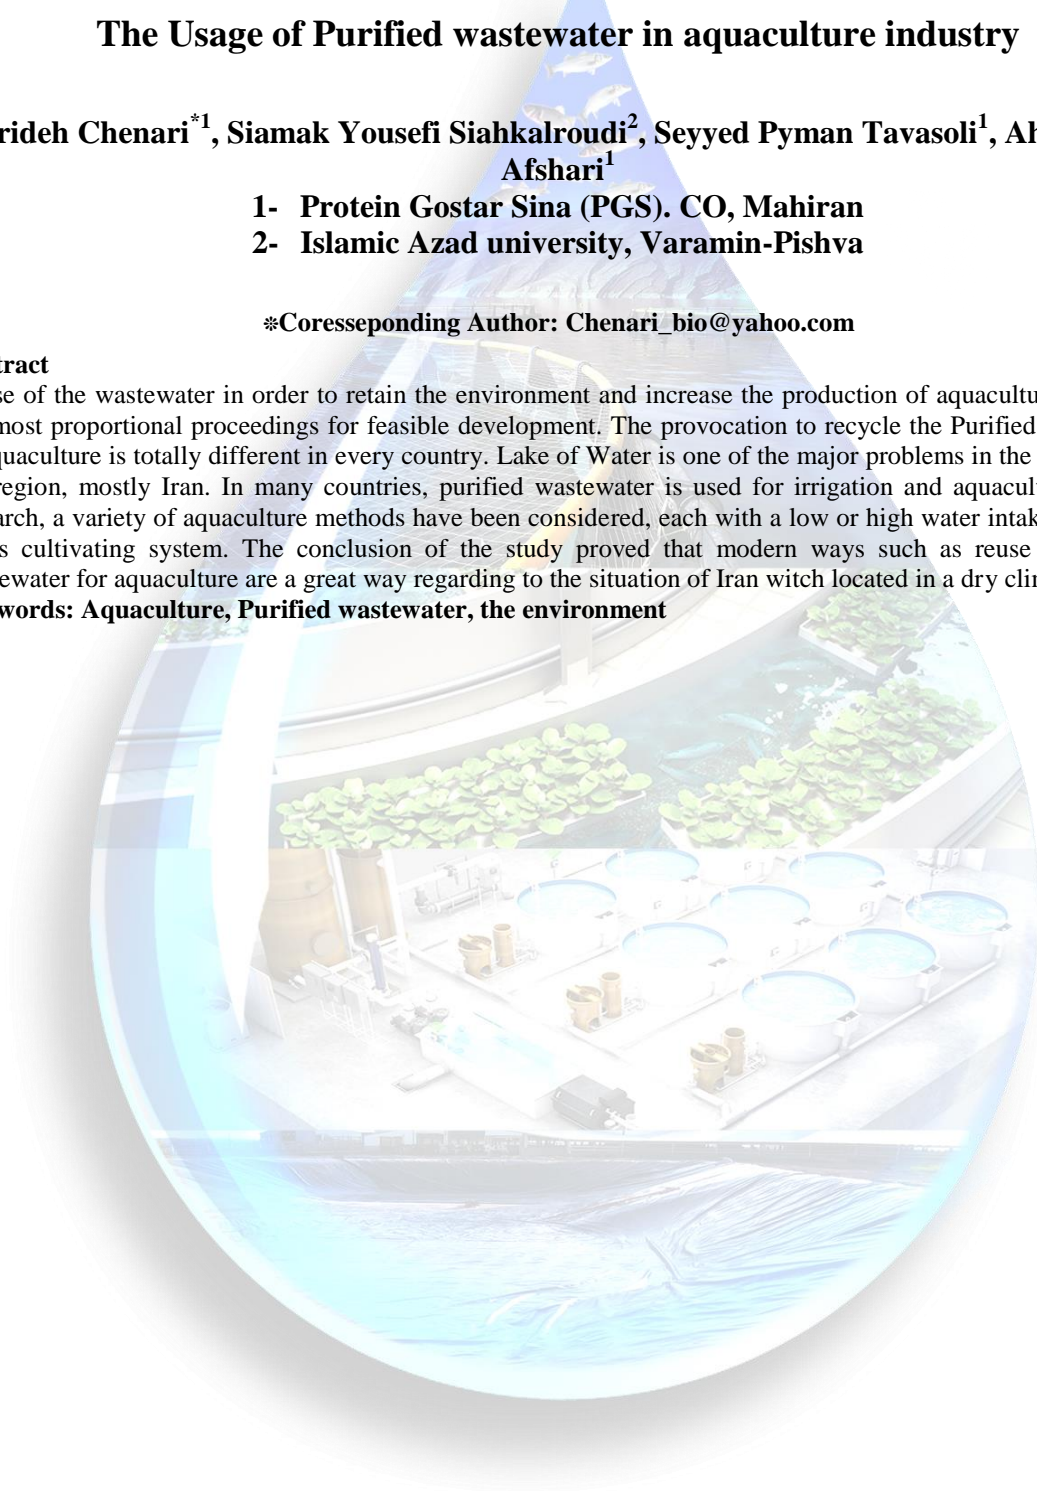 The Usage of Purified wastewater in aquaculture industry
rideh Chenari*1, Siamak Yousefi Siahkalroudi2, Seyyed Pyman Tavasoli1, Ah
Afshari1
1- Protein Gostar Sina (PGS). CO, Mahiran
2- Islamic Azad university, Varamin-Pishva
❊Coresseponding Author: Chenari_bio@yahoo.com
tract
se of the wastewater in order to retain the environment and increase the production of aquacultu
most proportional proceedings for feasible development. The provocation to recycle the Purified
quaculture is totally different in every country. Lake of Water is one of the major problems in the
region, mostly Iran. In many countries, purified wastewater is used for irrigation and aquacul
arch, a variety of aquaculture methods have been considered, each with a low or high water intak
s cultivating system. The conclusion of the study proved that modern ways such as reuse
ewater for aquaculture are a great way regarding to the situation of Iran witch located in a dry clin
words: Aquaculture, Purified wastewater, the environment